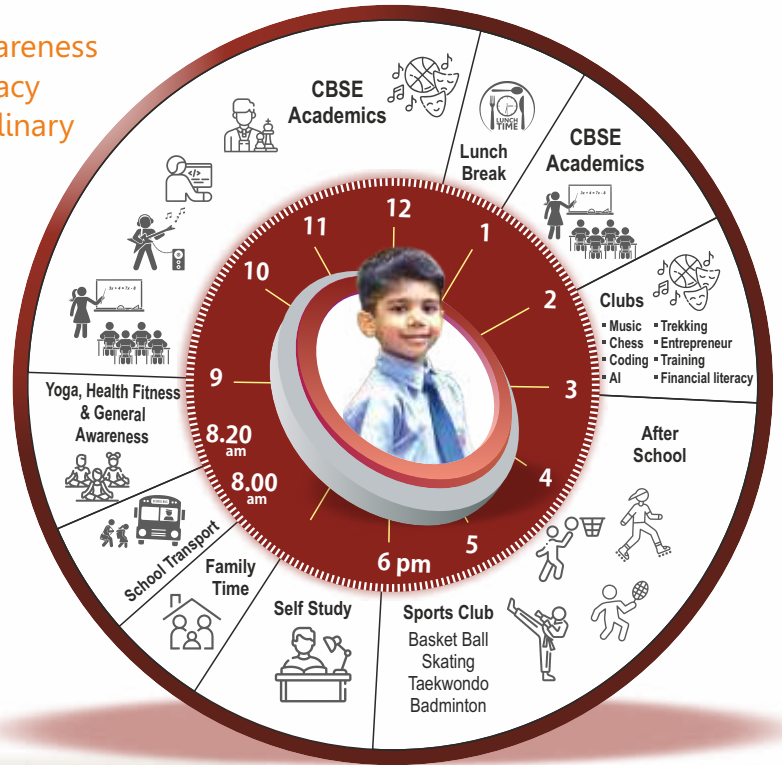 areness
acy
linary
CBSE
Academics
LUNCH
TIME
Lunch
Break
CBSE
Academics
Clubs
▪ Music ▪ Trekking
▪ Chess ▪ Entrepreneur
▪ Coding ▪ Training
▪ AI ▪ Financial literacy
After
School
Sports Club
Basket Ball
Skating
Taekwondo
Badminton
Self Study
Family
Time
School Transport
Yoga, Health Fitness
& General
Awareness
12
1
2
3
4
5
6 pm
8.00
am
8.20
am
9
10
11